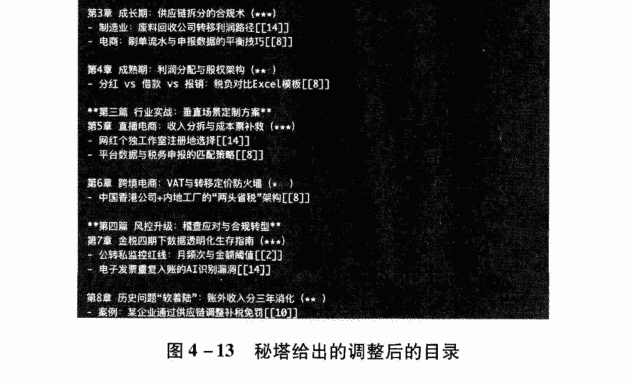 第3章 成长期：供应链拆分的合规术（★★★）
- 制造业：废料回收公司转移利润路径[[14]]
- 电商：刷单流水与申报数据的平衡技巧[[8]]
第4章 成熟期：利润分配与股权架构（★★ ）
- 分红 vs 借款 vs 报销：税负对比Excel模板[[8]]
**第三篇 行业实战：垂直场景定制方案**
第5章 直播电商：收入分拆与成本票补救（★★★）
- 网红个独工作室注册地选择[[14]]
- 平台数据与税务申报的匹配策略[[8]]
第6章 跨境电商：VAT与转移定价防火墙（★ ）
- 中国香港公司+内地工厂的“两头省税”架构[[8]]
**第四篇 风控升级：稽查应对与合规转型**
第7章 金税四期下数据透明化生存指南（★★★）
- 公转私监控红线：月频次与金额阈值[[2]]
- 电子发票重复入账的AI识别漏洞[[14]]
第8章 历史问题“软着陆”：账外收入分三年消化（★★ ）
- 案例：某企业通过供应链调整补税免罚[[10]]
图4-13 秘塔给出的调整后的目录